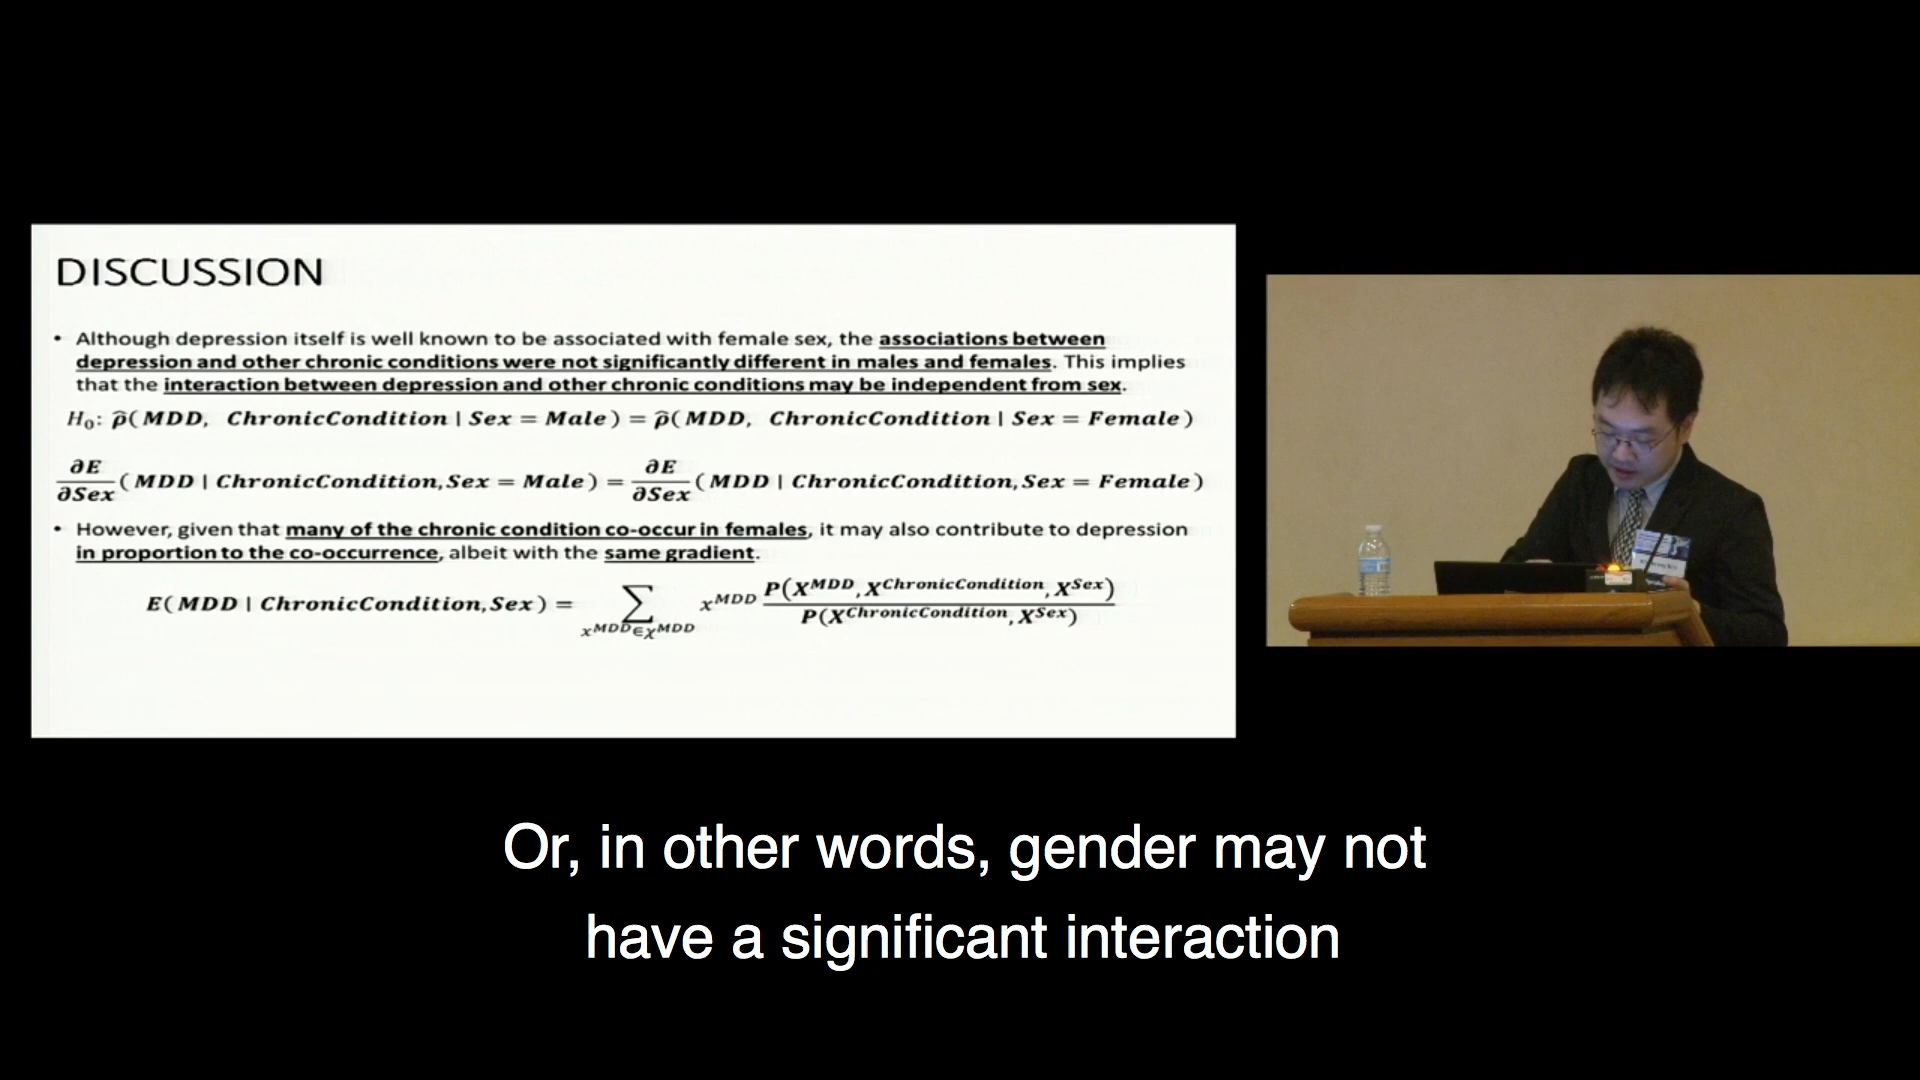 DISCUSSION
• Although depression itself is well known to be associated with female sex, the associations between
depression and other chronic conditions were not significantly different in males and females. This implies
that the interaction between depression and other chronic conditions may be independent from sex.
H₀: ρ̂(MDD, ChronicCondition | Sex = Male) = ρ̂(MDD, ChronicCondition | Sex = Female)
∂E/∂Sex (MDD | ChronicCondition, Sex = Male) = ∂E/∂Sex (MDD | ChronicCondition, Sex = Female)
• However, given that many of the chronic condition co-occur in females, it may also contribute to depression
in proportion to the co-occurrence, albeit with the same gradient.
E(MDD | ChronicCondition, Sex) = ∑_{x^MDD∈χ^MDD} x^MDD P(X^MDD, X^ChronicCondition, X^Sex) / P(X^ChronicCondition, X^Sex)
Or, in other words, gender may not
have a significant interaction